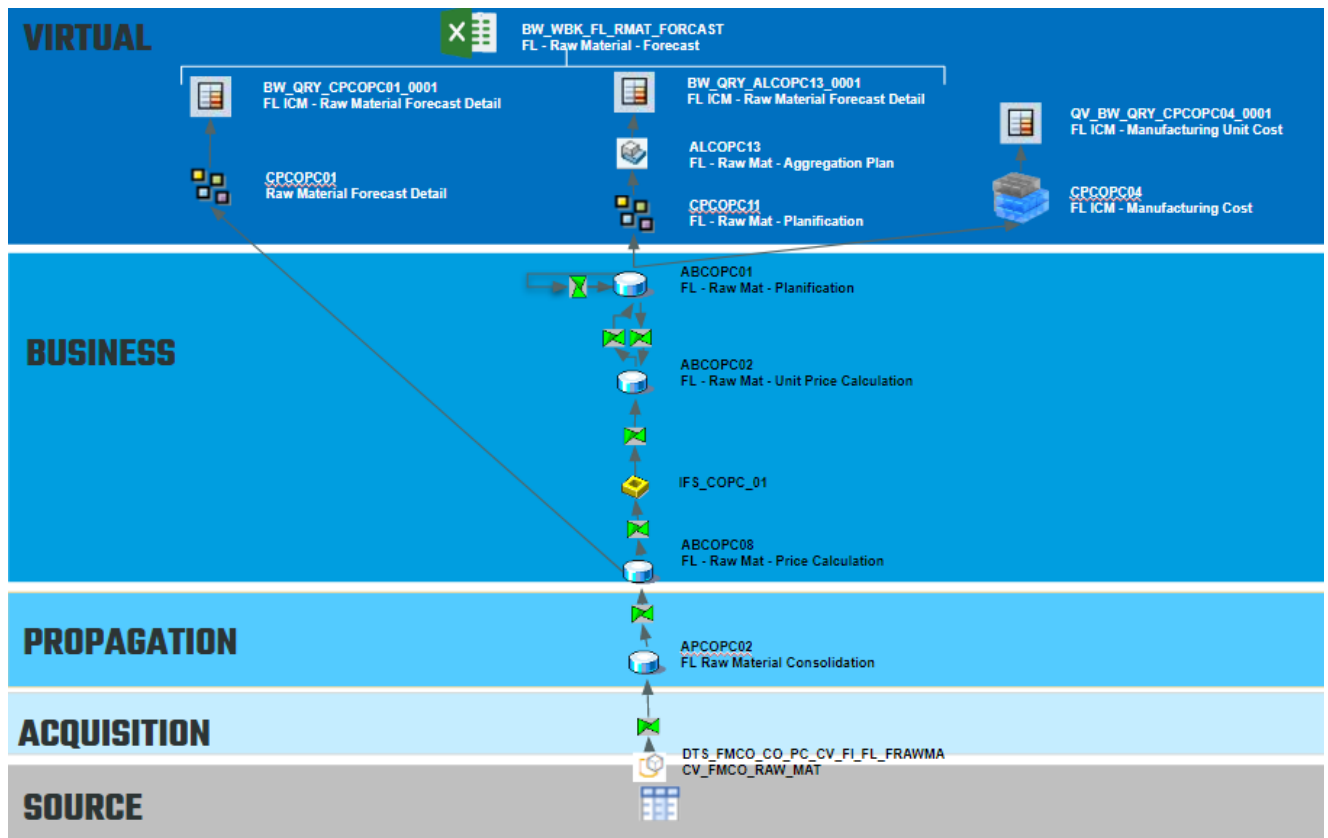 VIRTUAL
BW_WBK_FL_RMAT_FORCAST
FL - Raw Material - Forecast
BW_QRY_CPCOPC01_0001
FL ICM - Raw Material Forecast Detail
BW_QRY_ALCOPC13_0001
FL ICM - Raw Material Forecast Detail
QV_BW_QRY_CPCOPC04_0001
FL ICM - Manufacturing Unit Cost
ALCOPC13
FL - Raw Mat - Aggregation Plan
CPCOPC01
Raw Material Forecast Detail
CPCOPC11
FL - Raw Mat - Planification
CPCOPC04
FL ICM - Manufacturing Cost
BUSINESS
ABCOPC01
FL - Raw Mat - Planification
ABCOPC02
FL - Raw Mat - Unit Price Calculation
IFS_COPC_01
ABCOPC08
FL - Raw Mat - Price Calculation
PROPAGATION
APCOPC02
FL Raw Material Consolidation
ACQUISITION
DTS_FMCO_CO_PC_CV_FI_FL_FRAWMA
CV_FMCO_RAW_MAT
SOURCE